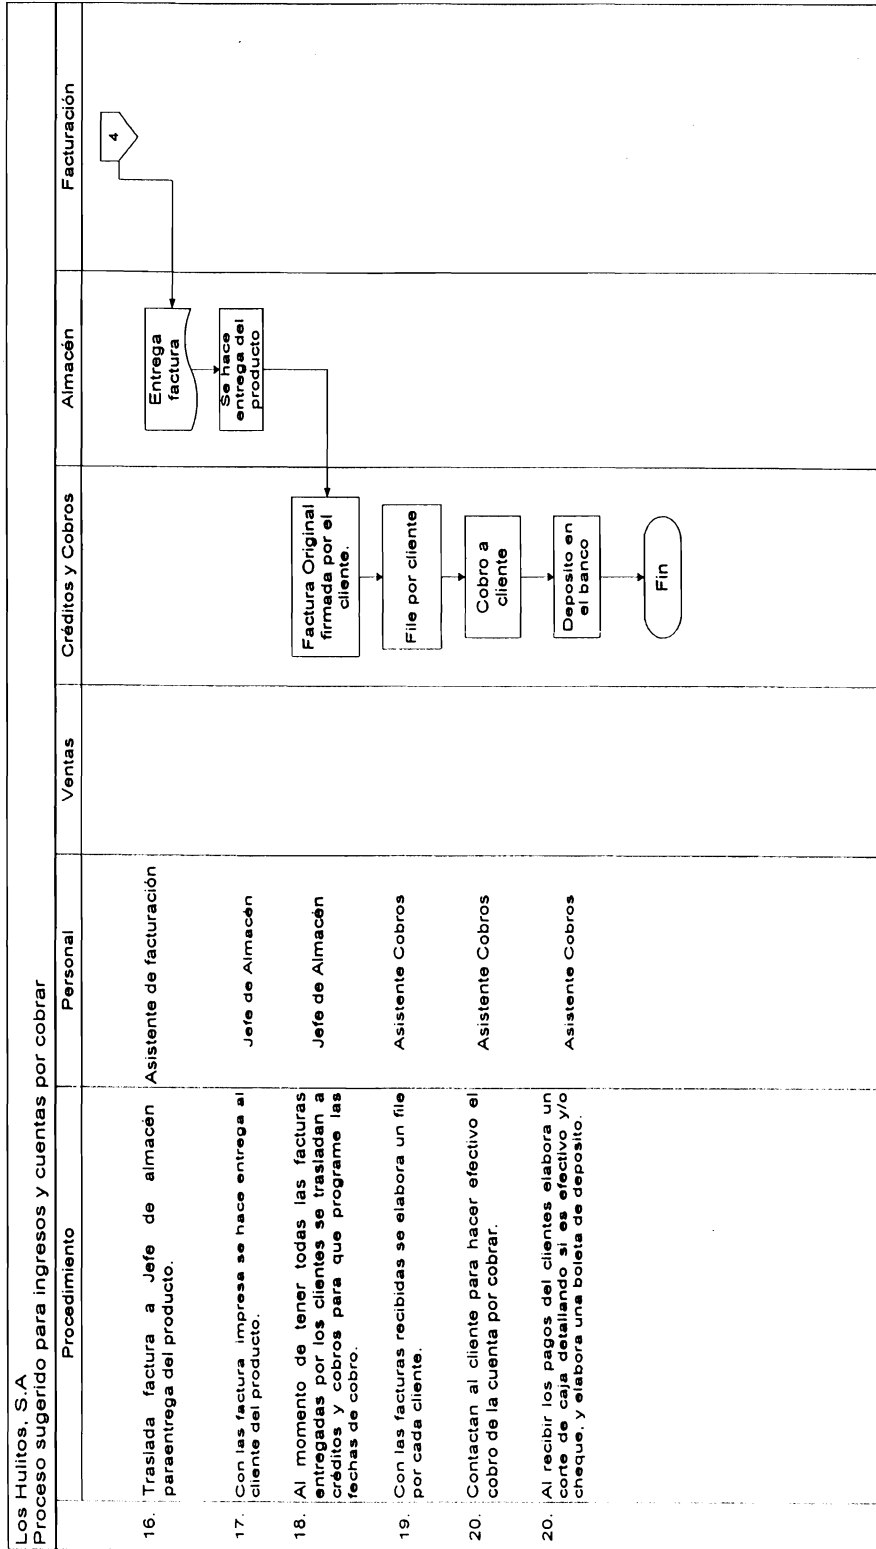 Los Hulitos, S.A
Proceso sugerido para ingresos y cuentas por cobrar
Procedimiento
Personal
Ventas
Créditos y Cobros
Almacén
Facturación
16. Traslada factura a Jefe de almacén
paraentrega del producto.
Asistente de facturación
17. Con las factura impresa se hace entrega al
cliente del producto.
Jefe de Almacén
18. Al momento de tener todas las facturas
entregadas por los clientes se trasladan a
créditos y cobros para que programe las
fechas de cobro.
Jefe de Almacén
19. Con las facturas recibidas se elabora un file
por cada cliente.
Asistente Cobros
20. Contactan al cliente para hacer efectivo el
cobro de la cuenta por cobrar.
Asistente Cobros
20. Al recibir los pagos del clientes elabora un
corte de caja detallando si es efectivo y/o
cheque, y elabora una boleta de deposito.
Asistente Cobros
4
Entrega
factura
Se hace
entrega del
producto
Factura Original
firmada por el
cliente.
File por cliente
Cobro a
cliente
Deposito en
el banco
Fin